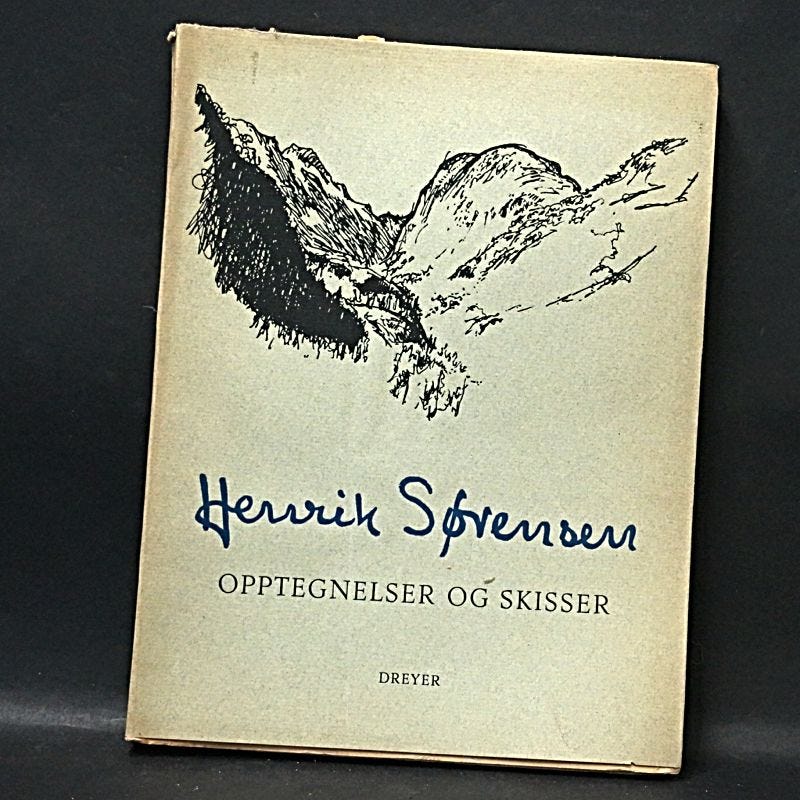 Henrik Sørensen
OPPTEGNELSER OG SKISSER
DREYER